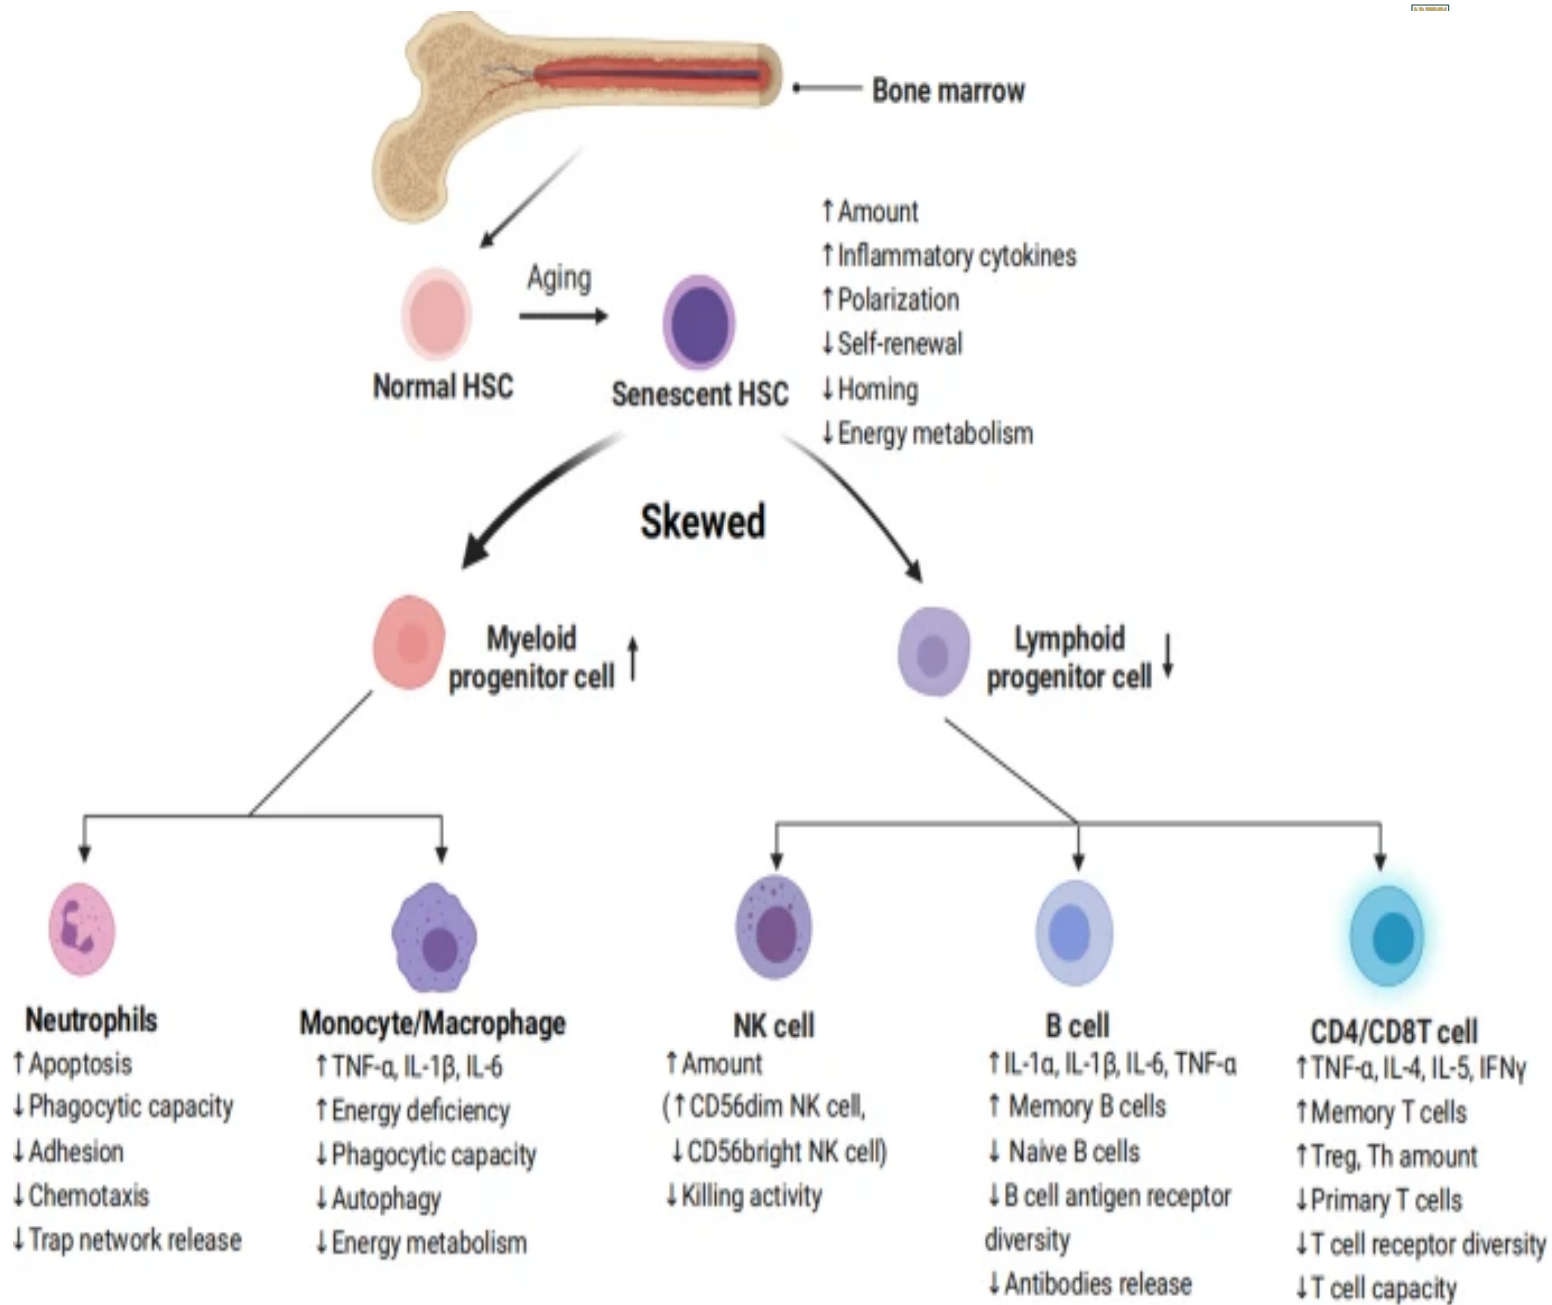 Bone marrow
↑Amount
↑Inflammatory cytokines
↑Polarization
↓Self-renewal
↓Homing
↓Energy metabolism
Aging
Normal HSC
Senescent HSC
Skewed
Myeloid
progenitor cell ↑
Lymphoid
progenitor cell ↓
Neutrophils
↑Apoptosis
↓Phagocytic capacity
↓Adhesion
↓Chemotaxis
↓Trap network release
Monocyte/Macrophage
↑TNF-α, IL-1β, IL-6
↑Energy deficiency
↓Phagocytic capacity
↓Autophagy
↓Energy metabolism
NK cell
↑Amount
(↑CD56dim NK cell,
↓CD56bright NK cell)
↓Killing activity
B cell
↑IL-1α, IL-1β, IL-6, TNF-α
↑ Memory B cells
↓ Naive B cells
↓B cell antigen receptor
diversity
↓Antibodies release
CD4/CD8T cell
↑TNF-α, IL-4, IL-5, IFNγ
↑Memory T cells
↑Treg, Th amount
↓Primary T cells
↓T cell receptor diversity
↓T cell capacity